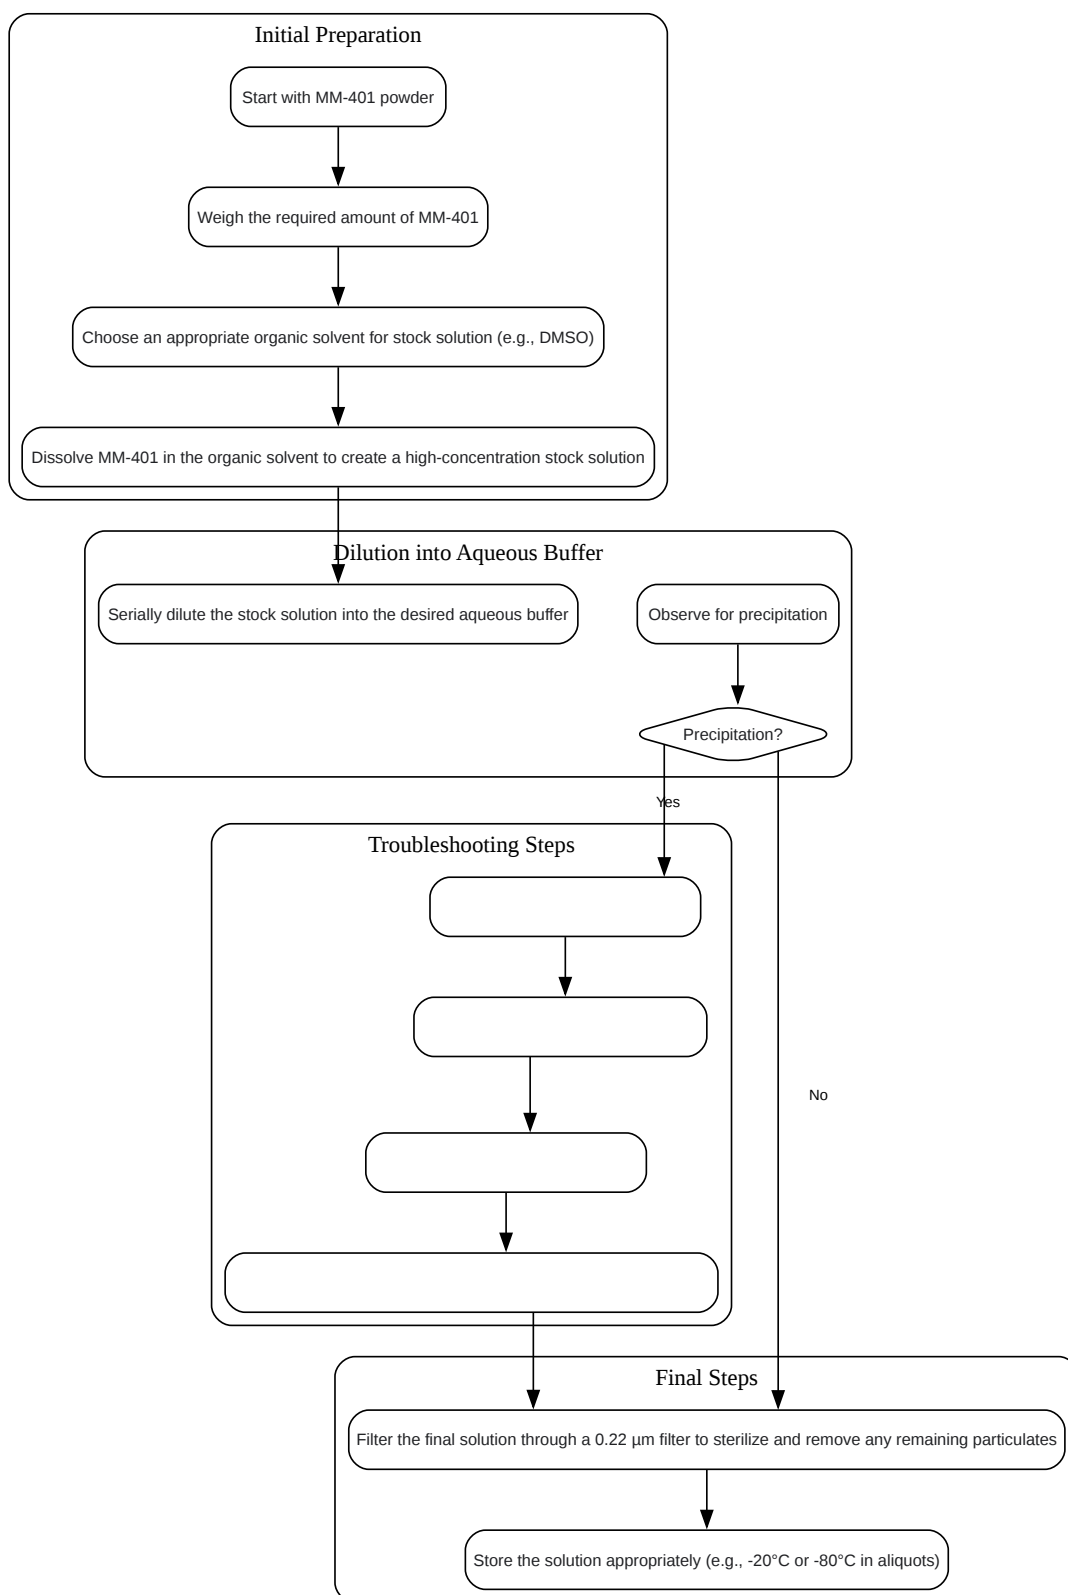 Initial Preparation
Start with MM-401 powder
Weigh the required amount of MM-401
Choose an appropriate organic solvent for stock solution (e.g., DMSO)
Dissolve MM-401 in the organic solvent to create a high-concentration stock solution
Dilution into Aqueous Buffer
Serially dilute the stock solution into the desired aqueous buffer
Observe for precipitation
Precipitation?
Yes
Troubleshooting Steps
No
Final Steps
Filter the final solution through a 0.22 µm filter to sterilize and remove any remaining particulates
Store the solution appropriately (e.g., -20°C or -80°C in aliquots)